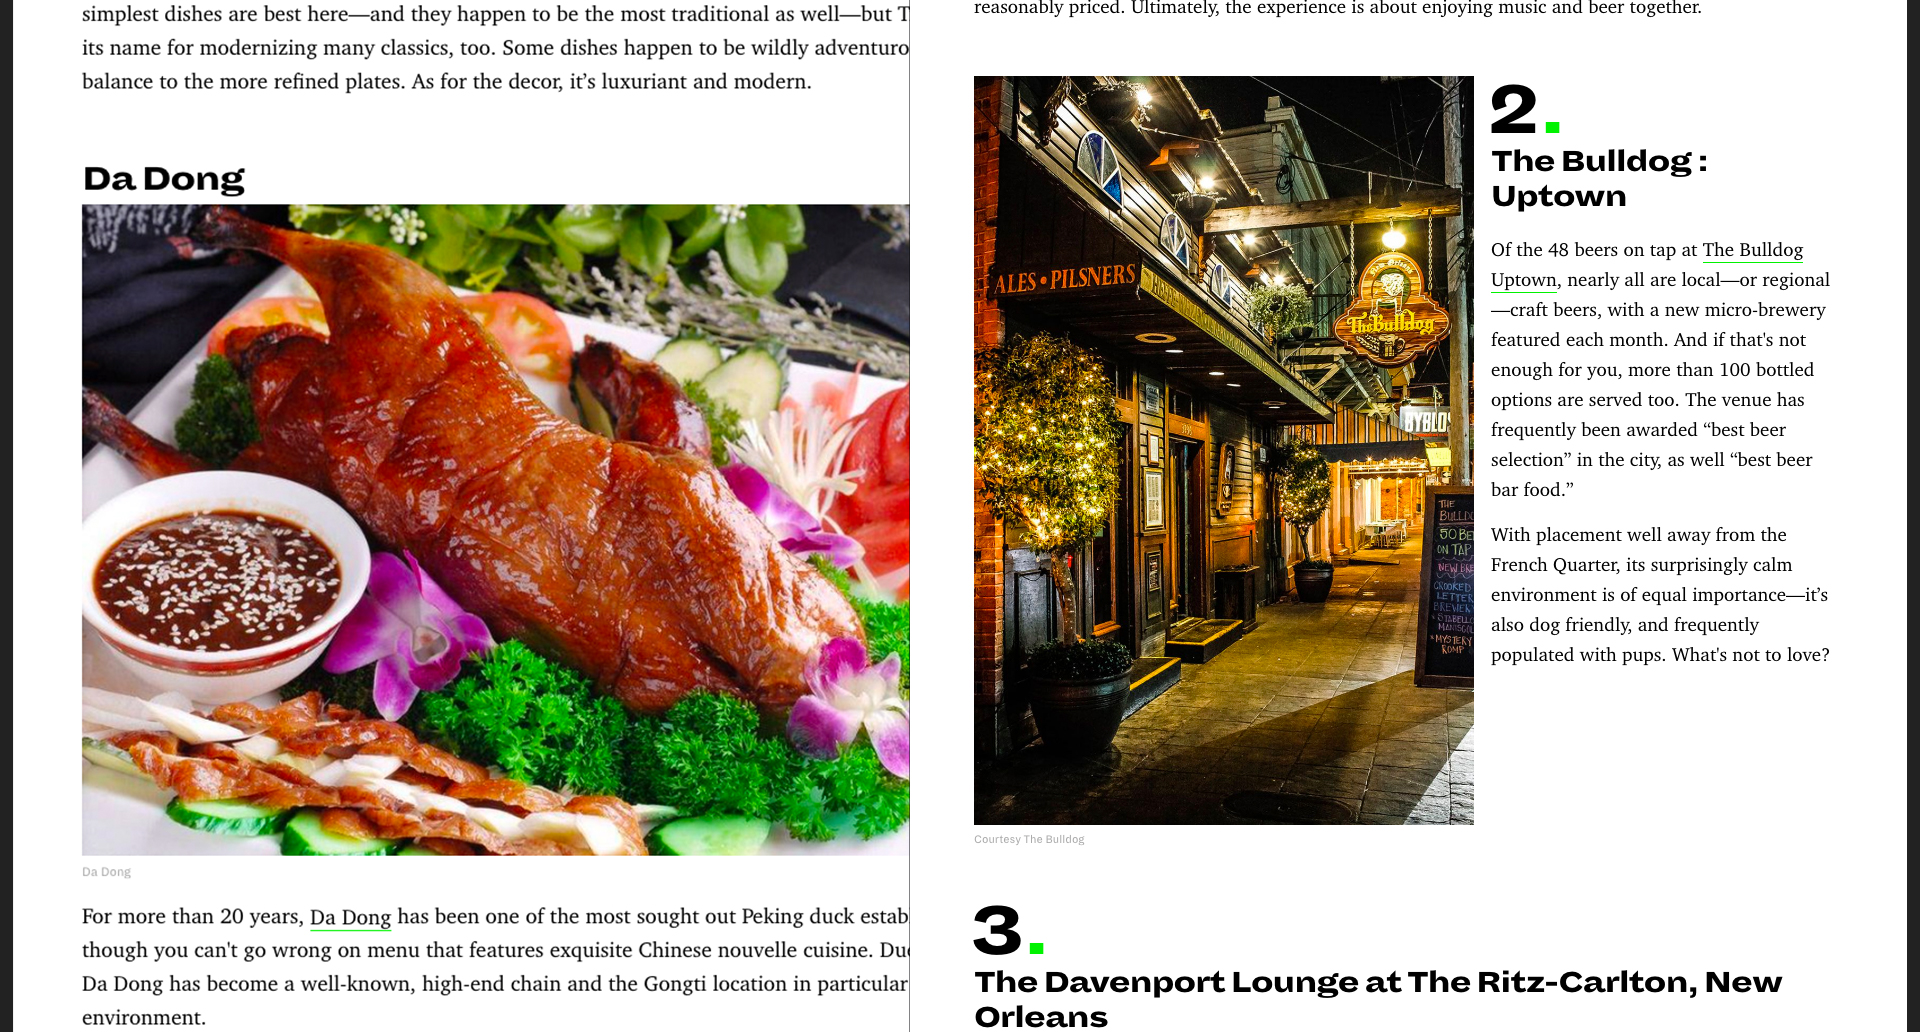 simplest dishes are best here—and they happen to be the most traditional as well—but T
its name for modernizing many classics, too. Some dishes happen to be wildly adventuro
balance to the more refined plates. As for the decor, it’s luxuriant and modern.
Da Dong
Da Dong
For more than 20 years, Da Dong has been one of the most sought out Peking duck estab
though you can't go wrong on menu that features exquisite Chinese nouvelle cuisine. Du
Da Dong has become a well-known, high-end chain and the Gongti location in particular
environment.
reasonably priced. Ultimately, the experience is about enjoying music and beer together.
ALES • PILSNERS
New Orleans
The Bulldog
BYBLOS
THE
BULLDO
50 BE
ON TAP
NEW BRE
CROOKED
LETTER
BREWERY
MYSTERY
ROMP
Courtesy The Bulldog
2.
The Bulldog :
Uptown
Of the 48 beers on tap at The Bulldog
Uptown, nearly all are local—or regional
—craft beers, with a new micro-brewery
featured each month. And if that's not
enough for you, more than 100 bottled
options are served too. The venue has
frequently been awarded “best beer
selection” in the city, as well “best beer
bar food.”
With placement well away from the
French Quarter, its surprisingly calm
environment is of equal importance—it’s
also dog friendly, and frequently
populated with pups. What's not to love?
3.
The Davenport Lounge at The Ritz-Carlton, New
Orleans